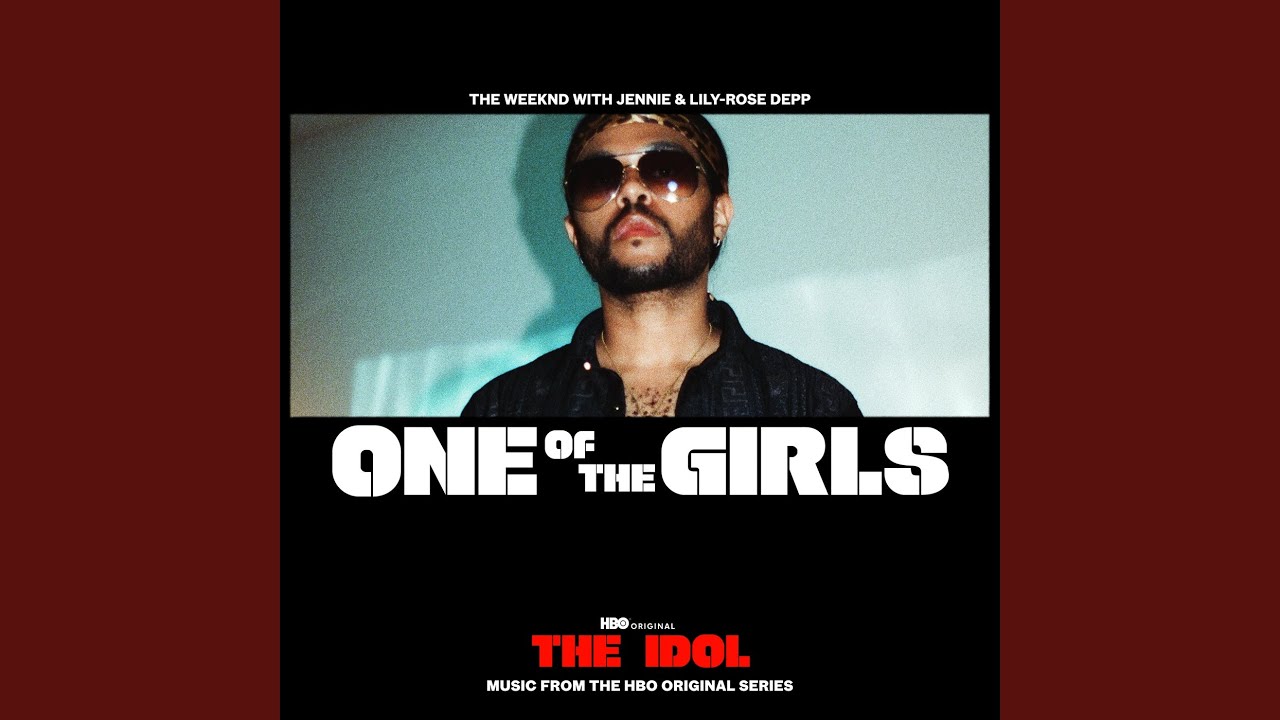 THE WEEKND WITH JENNIE & LILY-ROSE DEPP
ONE OF THE GIRLS
HBO ORIGINAL
THE IDOL
MUSIC FROM THE HBO ORIGINAL SERIES